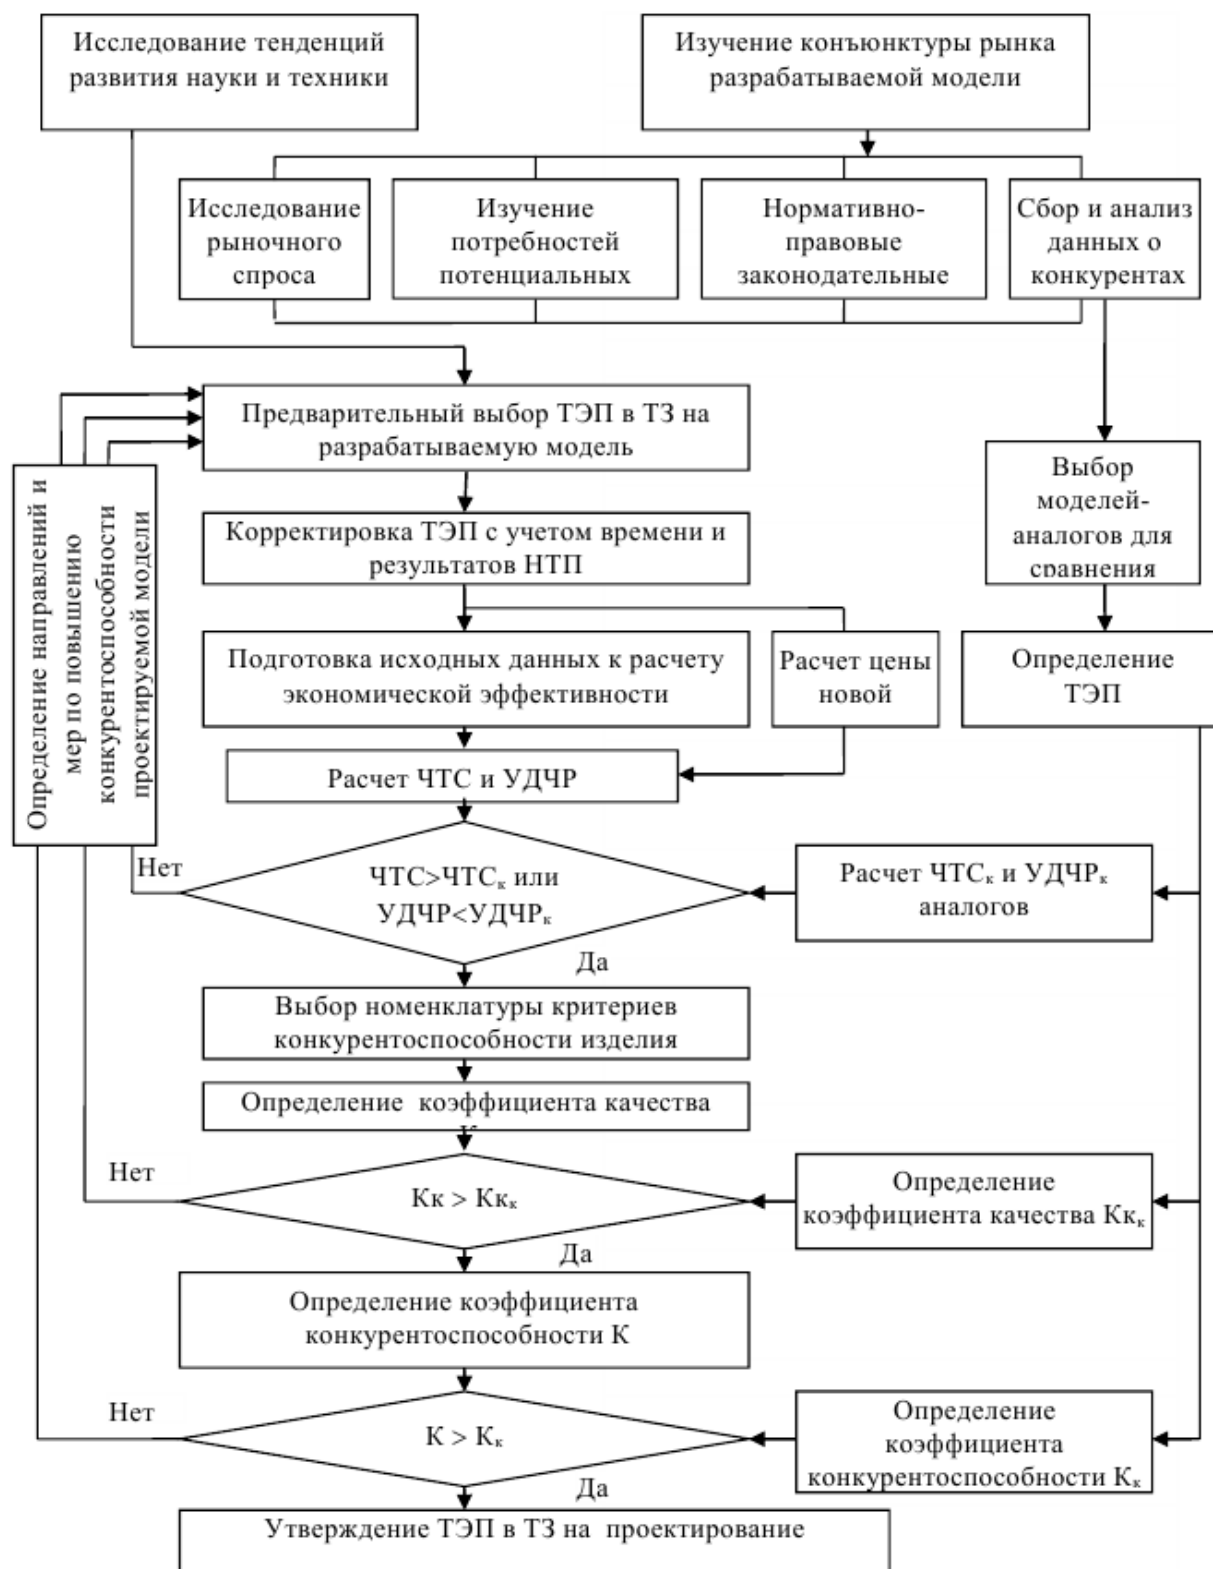 Исследование тенденций
развития науки и техники
Изучение конъюнктуры рынка
разрабатываемой модели
Исследование
рыночного
спроса
Изучение
потребностей
потенциальных
Нормативно-
правовые
законодательные
Сбор и анализ
данных о
конкурентах
Предварительный выбор ТЭП в ТЗ на
разрабатываемую модель
Выбор
моделей-
аналогов для
сравнения
Определение направлений и
мер по повышению
конкурентоспособности
проектируемой модели
Корректировка ТЭП с учетом времени и
результатов НТП
Подготовка исходных данных к расчету
экономической эффективности
Расчет цены
новой
Определение
ТЭП
Расчет ЧТС и УДЧР
Нет
ЧТС>ЧТСк или
УДЧР<УДЧРк
Расчет ЧТСк и УДЧРк
аналогов
Да
Выбор номенклатуры критериев
конкурентоспособности изделия
Определение коэффициента качества
Нет
Кк > Ккк
Определение
коэффициента качества Ккк
Да
Определение коэффициента
конкурентоспособности К
Нет
К > Кк
Определение
коэффициента
конкурентоспособности Кк
Да
Утверждение ТЭП в ТЗ на проектирование